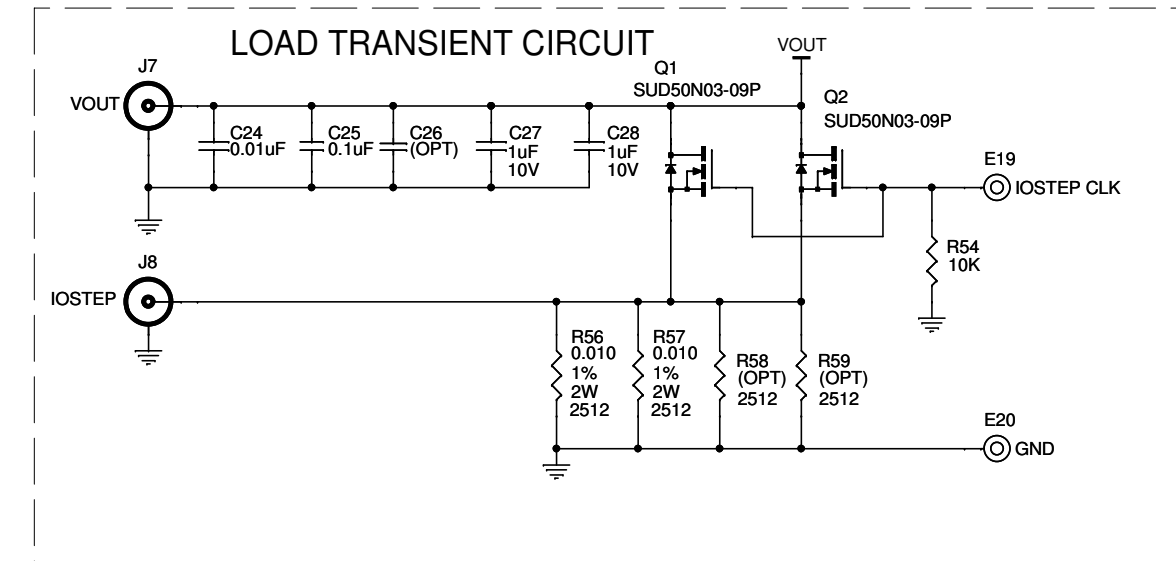 LOAD TRANSIENT CIRCUIT
J7
VOUT
C24
0.01uF
C25
0.1uF
C26
(OPT)
C27
1uF
10V
C28
1uF
10V
Q1
SUD50N03-09P
VOUT
Q2
SUD50N03-09P
E19
IOSTEP CLK
R54
10K
J8
IOSTEP
R56
0.010
1%
2W
2512
R57
0.010
1%
2W
2512
R58
(OPT)
2512
R59
(OPT)
2512
E20
GND